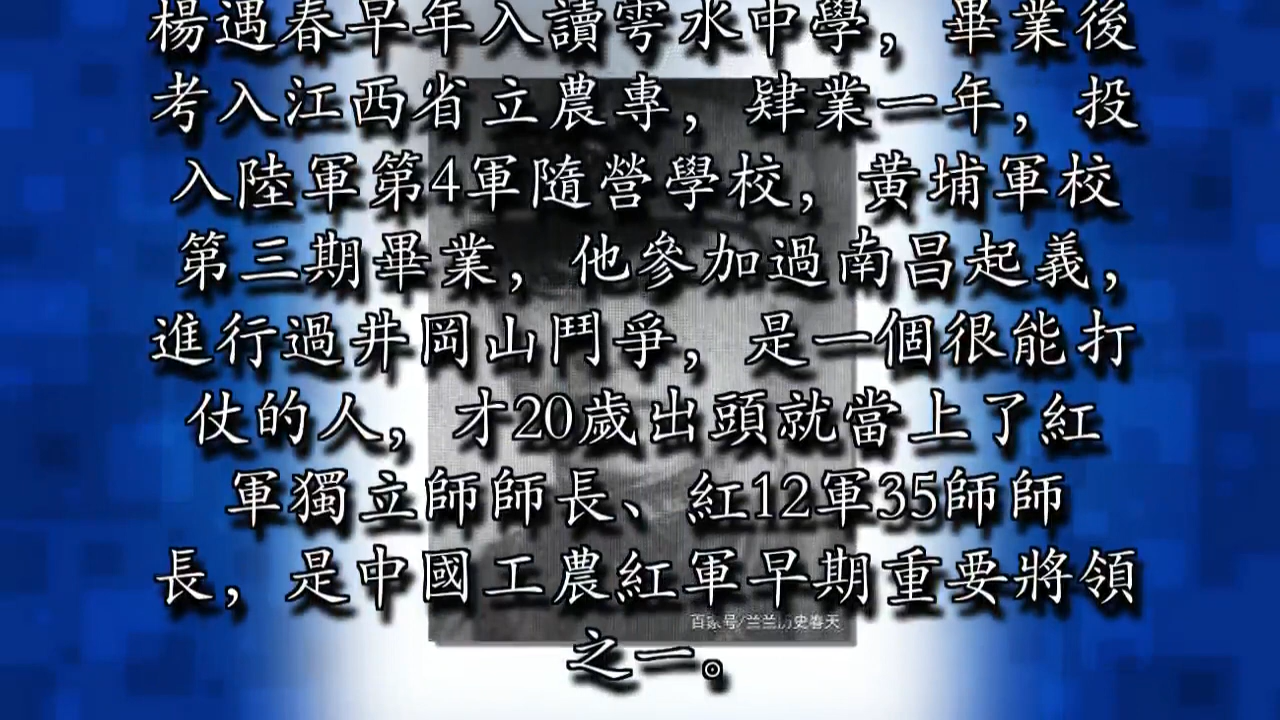 楊遇春早年入讀雩水中學，畢業後
考入江西省立農專，肄業一年，投
入陸軍第4軍隨營學校，黃埔軍校
第三期畢業，他參加過南昌起義，
進行過井岡山鬥爭，是一個很能打
仗的人，才20歲出頭就當上了紅
軍獨立師師長、紅12軍35師師
長，是中國工農紅軍早期重要將領
之一。
百家号/兰兰历史春天